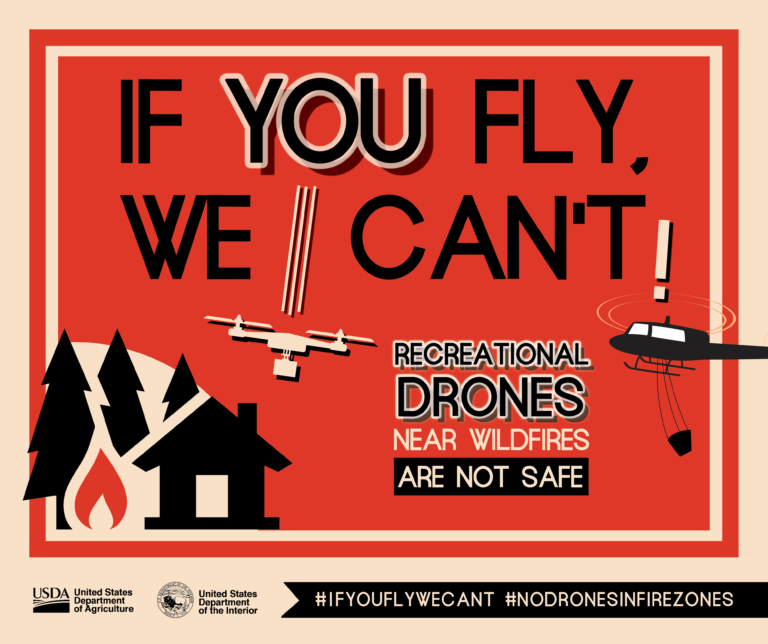 IF YOU FLY,
WE CAN'T!
RECREATIONAL
DRONES
NEAR WILDFIRES
ARE NOT SAFE
USDA United States
Department
of Agriculture
United States
Department
of the Interior
#IFYOUFLYWECANT #NODRONESINFIREZONES